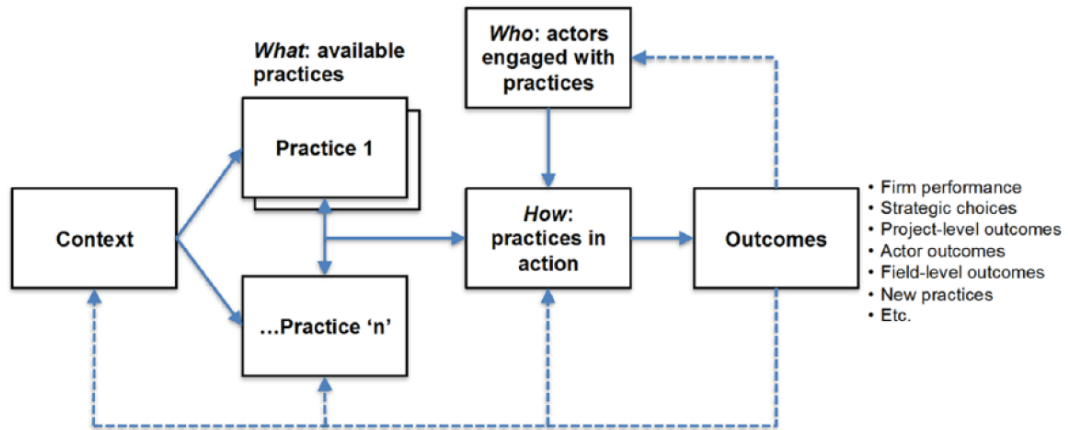 What: available
practices
Who: actors
engaged with
practices
Practice 1
Context
How:
practices in
action
Outcomes
• Firm performance
• Strategic choices
• Project-level outcomes
• Actor outcomes
• Field-level outcomes
• New practices
• Etc.
…Practice ‘n’